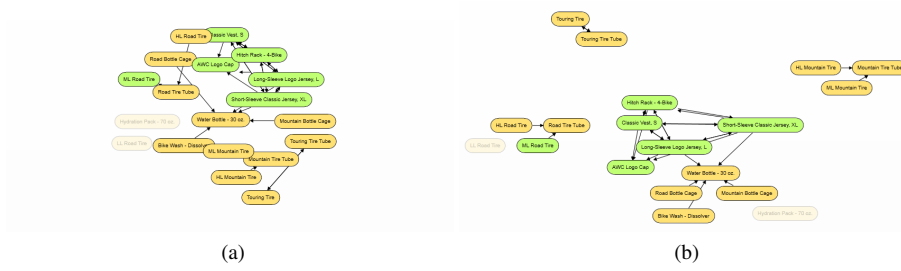 HL Road Tire
Classic Vest, S
Road Bottle Cage
Hitch Rack - 4-Bike
AWC Logo Cap
ML Road Tire
Long-Sleeve Logo Jersey, L
Road Tire Tube
Short-Sleeve Classic Jersey, XL
Hydration Pack - 70 oz.
Water Bottle - 30 oz.
Mountain Bottle Cage
LL Road Tire
Bike Wash - Dissolver
ML Mountain Tire
Touring Tire Tube
Mountain Tire Tube
HL Mountain Tire
Touring Tire
(a)
Touring Tire
Touring Tire Tube
HL Mountain Tire
Mountain Tire Tube
ML Mountain Tire
Hitch Rack - 4-Bike
HL Road Tire
Road Tire Tube
Classic Vest, S
Short-Sleeve Classic Jersey, XL
LL Road Tire
ML Road Tire
Long-Sleeve Logo Jersey, L
AWC Logo Cap
Water Bottle - 30 oz.
Road Bottle Cage
Mountain Bottle Cage
Bike Wash - Dissolver
Hydration Pack - 70 oz.
(b)